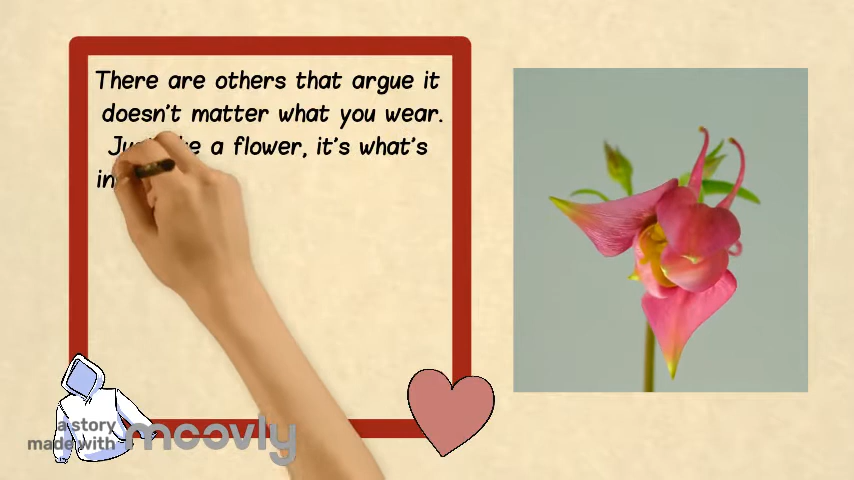 There are others that argue it
doesn't matter what you wear.
a flower, it's what's
a story
made with moovly